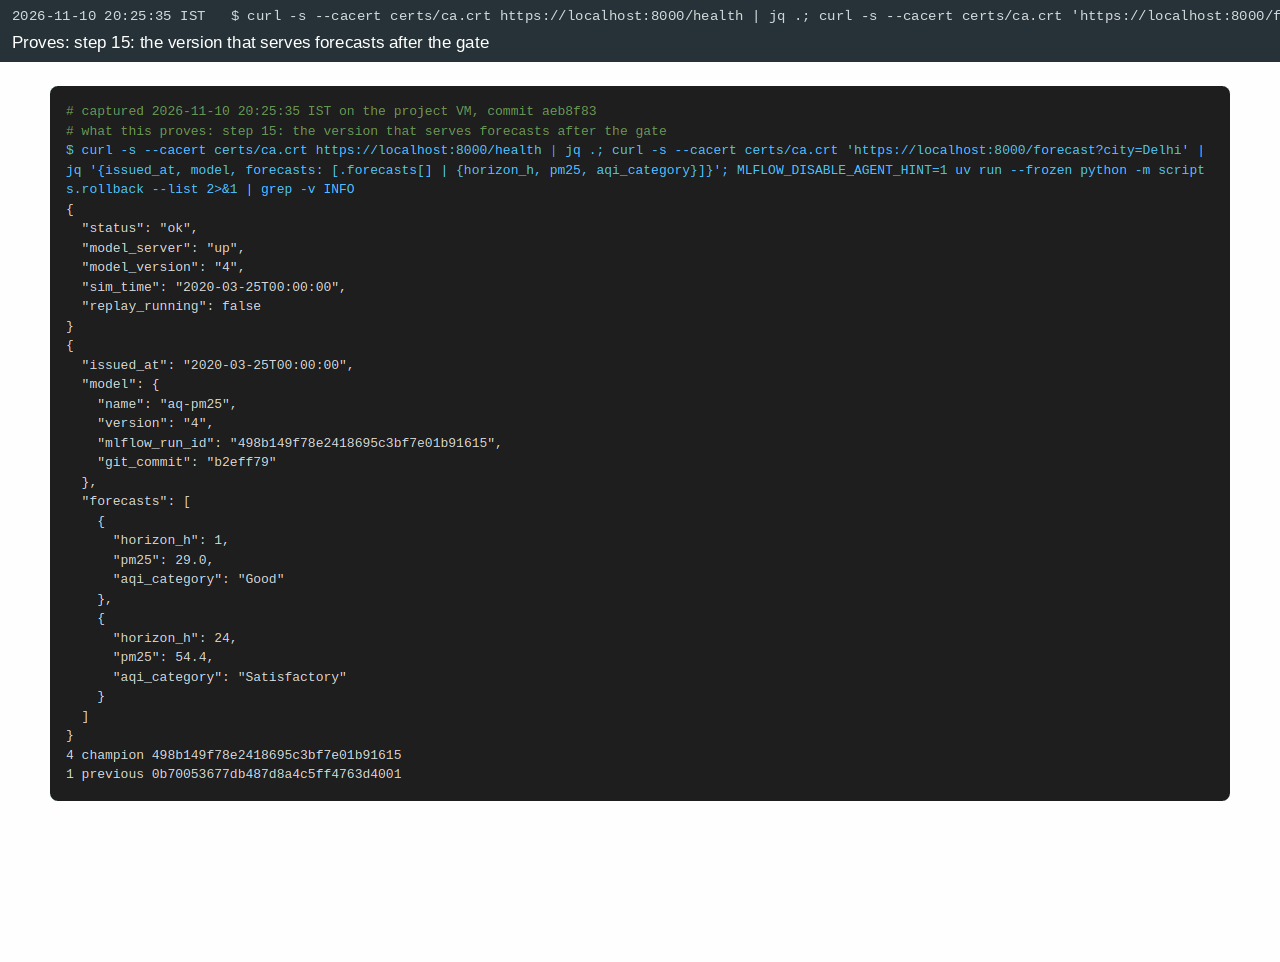 2026-11-10 20:25:35 IST   $ curl -s --cacert certs/ca.crt https://localhost:8000/health | jq .; curl -s --cacert certs/ca.crt 'https://localhost:8000/f
Proves: step 15: the version that serves forecasts after the gate
# captured 2026-11-10 20:25:35 IST on the project VM, commit aeb8f83
# what this proves: step 15: the version that serves forecasts after the gate
$ curl -s --cacert certs/ca.crt https://localhost:8000/health | jq .; curl -s --cacert certs/ca.crt 'https://localhost:8000/forecast?city=Delhi' |
jq '{issued_at, model, forecasts: [.forecasts[] | {horizon_h, pm25, aqi_category}]}'; MLFLOW_DISABLE_AGENT_HINT=1 uv run --frozen python -m script
s.rollback --list 2>&1 | grep -v INFO
{
  "status": "ok",
  "model_server": "up",
  "model_version": "4",
  "sim_time": "2020-03-25T00:00:00",
  "replay_running": false
}
{
  "issued_at": "2020-03-25T00:00:00",
  "model": {
    "name": "aq-pm25",
    "version": "4",
    "mlflow_run_id": "498b149f78e2418695c3bf7e01b91615",
    "git_commit": "b2eff79"
  },
  "forecasts": [
    {
      "horizon_h": 1,
      "pm25": 29.0,
      "aqi_category": "Good"
    },
    {
      "horizon_h": 24,
      "pm25": 54.4,
      "aqi_category": "Satisfactory"
    }
  ]
}
4 champion 498b149f78e2418695c3bf7e01b91615
1 previous 0b70053677db487d8a4c5ff4763d4001